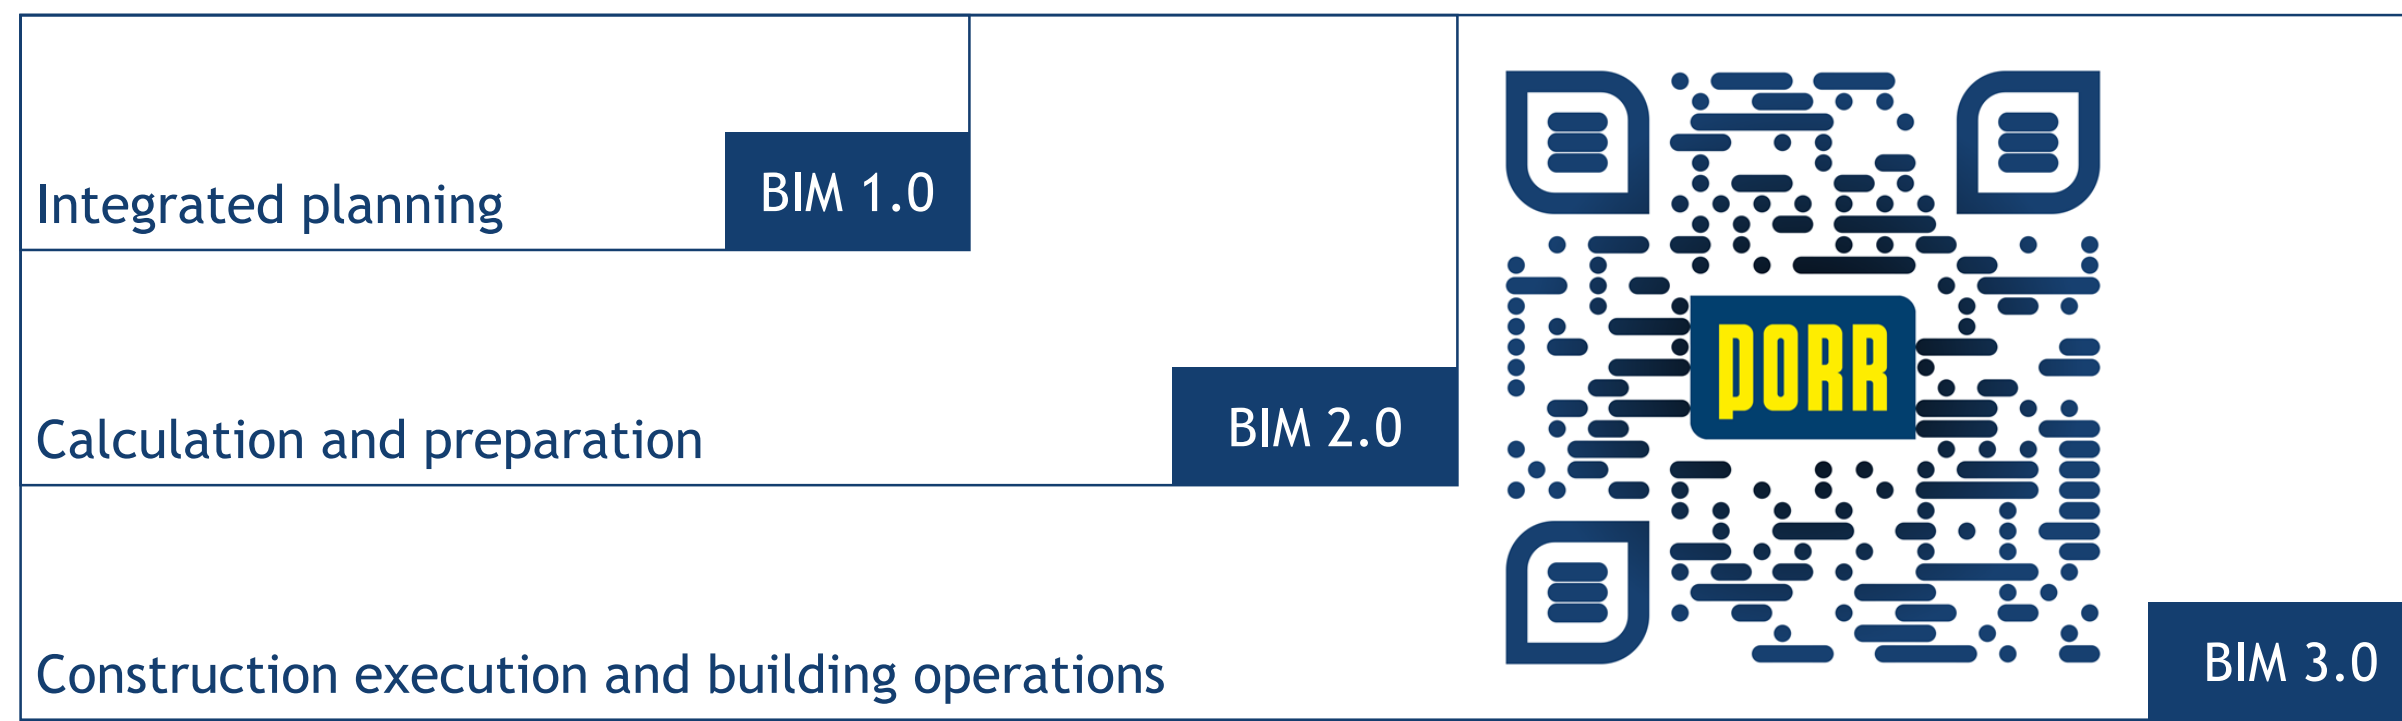 Integrated planning
BIM 1.0
Calculation and preparation
BIM 2.0
PORR
Construction execution and building operations
BIM 3.0